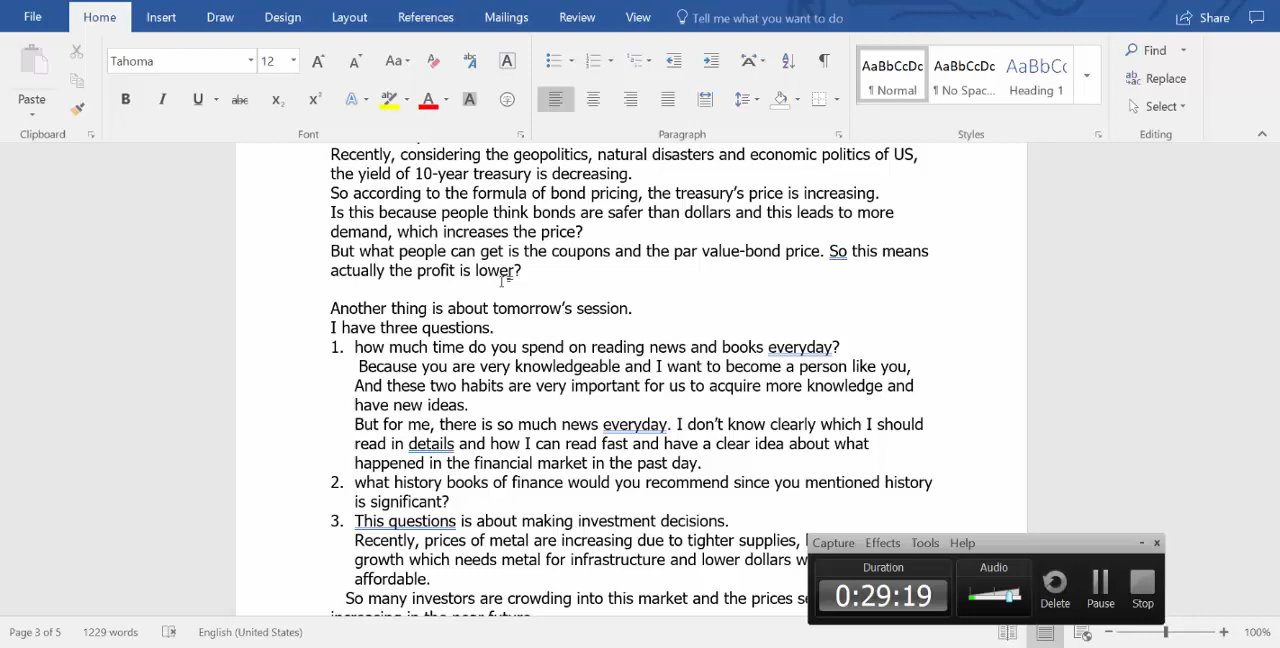 File Home Insert Draw Design Layout References Mailings Review View Tell me what you want to do Share
Tahoma 12 Aa A
Paste B I U abc X₂ X² A A A
AaBbCcDc AaBbCcDc AaBbCc
¶ Normal ¶ No Spac... Heading 1
Find
Replace
Select
Clipboard Font Paragraph Styles Editing
Recently, considering the geopolitics, natural disasters and economic politics of US,
the yield of 10-year treasury is decreasing.
So according to the formula of bond pricing, the treasury's price is increasing.
Is this because people think bonds are safer than dollars and this leads to more
demand, which increases the price?
But what people can get is the coupons and the par value-bond price. So this means
actually the profit is lower?
Another thing is about tomorrow's session.
I have three questions.
1. how much time do you spend on reading news and books everyday?
Because you are very knowledgeable and I want to become a person like you,
And these two habits are very important for us to acquire more knowledge and
have new ideas.
But for me, there is so much news everyday. I don't know clearly which I should
read in details and how I can read fast and have a clear idea about what
happened in the financial market in the past day.
2. what history books of finance would you recommend since you mentioned history
is significant?
3. This questions is about making investment decisions.
Recently, prices of metal are increasing due to tighter supplies,
growth which needs metal for infrastructure and lower dollars
affordable.
So many investors are crowding into this market and the prices
Capture Effects Tools Help - x
Duration Audio
0:29:19
Delete Pause Stop
Page 3 of 5 1229 words English (United States) 100%